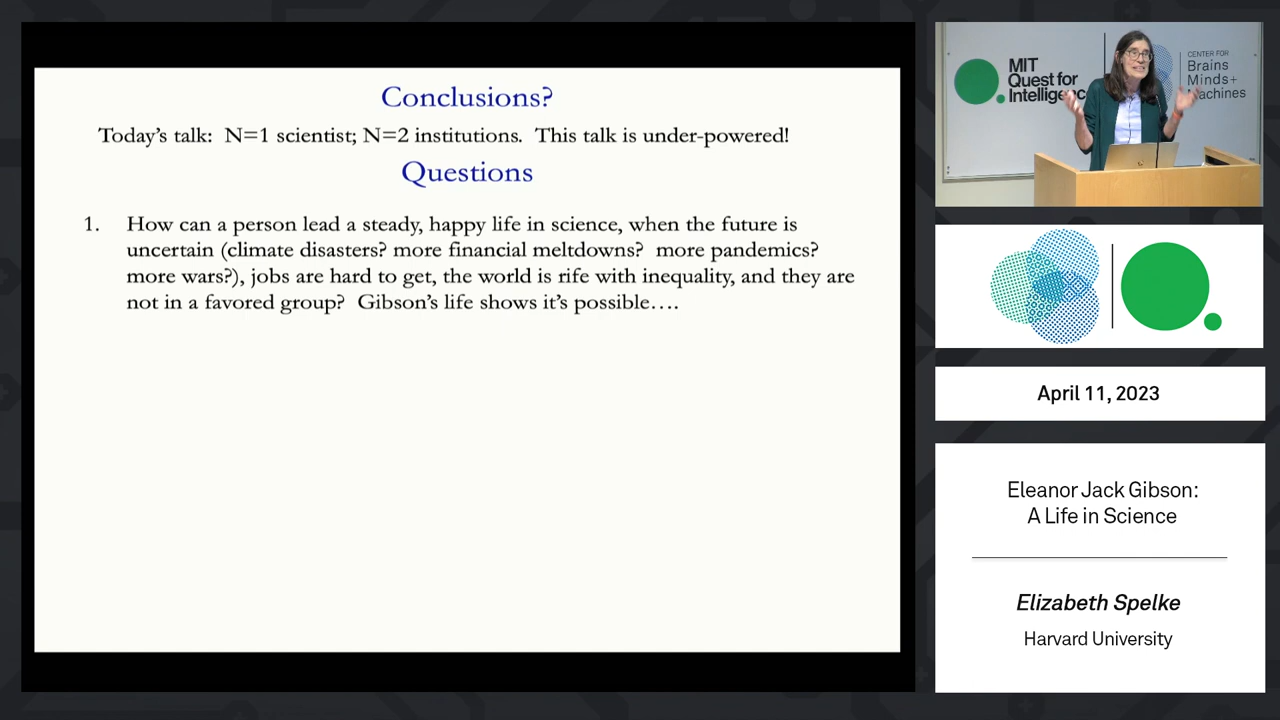 Conclusions?
Today's talk:  N=1 scientist; N=2 institutions.  This talk is under-powered!
Questions
1. How can a person lead a steady, happy life in science, when the future is
uncertain (climate disasters? more financial meltdowns?  more pandemics?
more wars?), jobs are hard to get, the world is rife with inequality, and they are
not in a favored group?  Gibson's life shows it's possible….
MIT
Quest for
Intelligence
CENTER FOR
Brains
Minds+
Machines
April 11, 2023
Eleanor Jack Gibson:
A Life in Science
Elizabeth Spelke
Harvard University